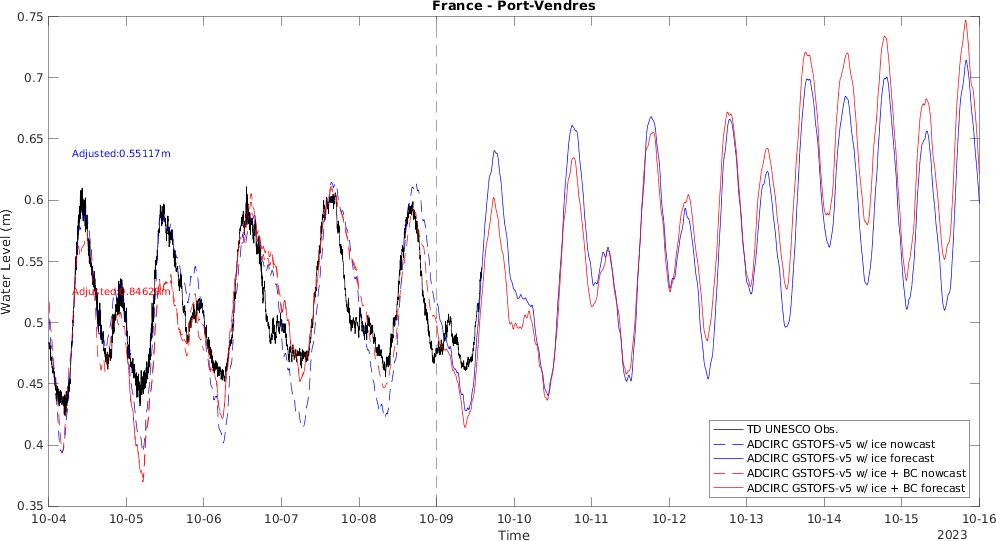 France - Port-Vendres
0.75
0.7
0.65
0.6
0.55
0.5
0.45
0.4
0.35
Water Level (m)
Adjusted:0.55117m
TD UNESCO Obs.
ADCIRC GSTOFS-v5 w/ ice nowcast
ADCIRC GSTOFS-v5 w/ ice forecast
ADCIRC GSTOFS-v5 w/ ice + BC nowcast
ADCIRC GSTOFS-v5 w/ ice + BC forecast
10-04 10-05 10-06 10-07 10-08 10-09 10-10 10-11 10-12 10-13 10-14 10-15 10-16
Time
2023